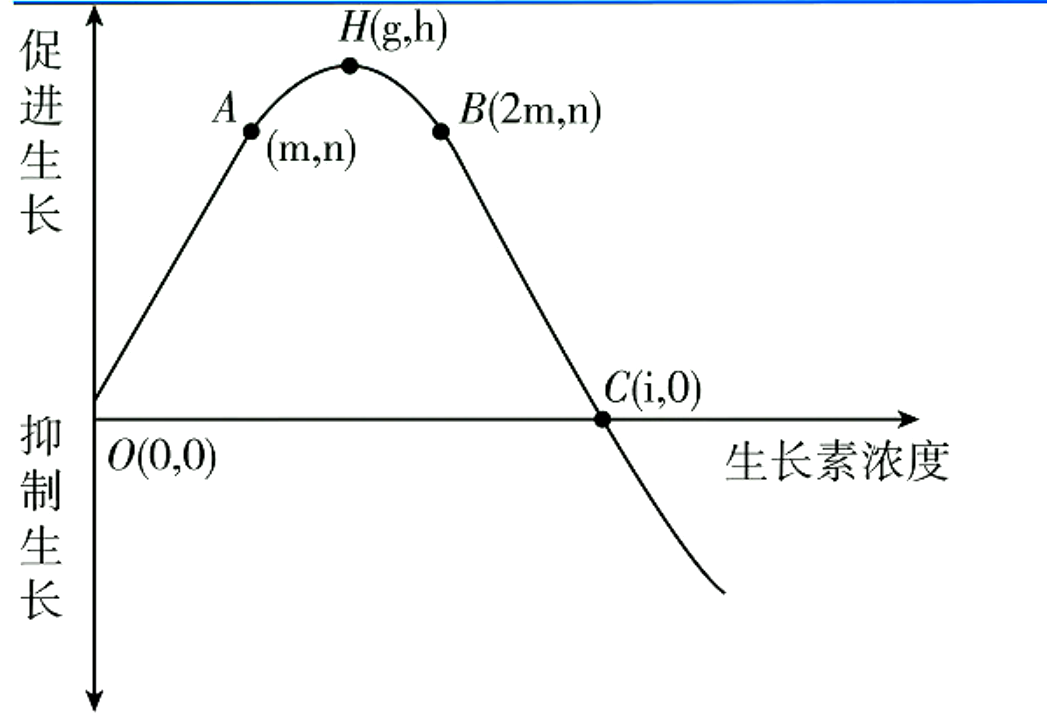 促进生长
H(g,h)
A
(m,n)
B(2m,n)
C(i,0)
抑制生长
O(0,0)
生长素浓度